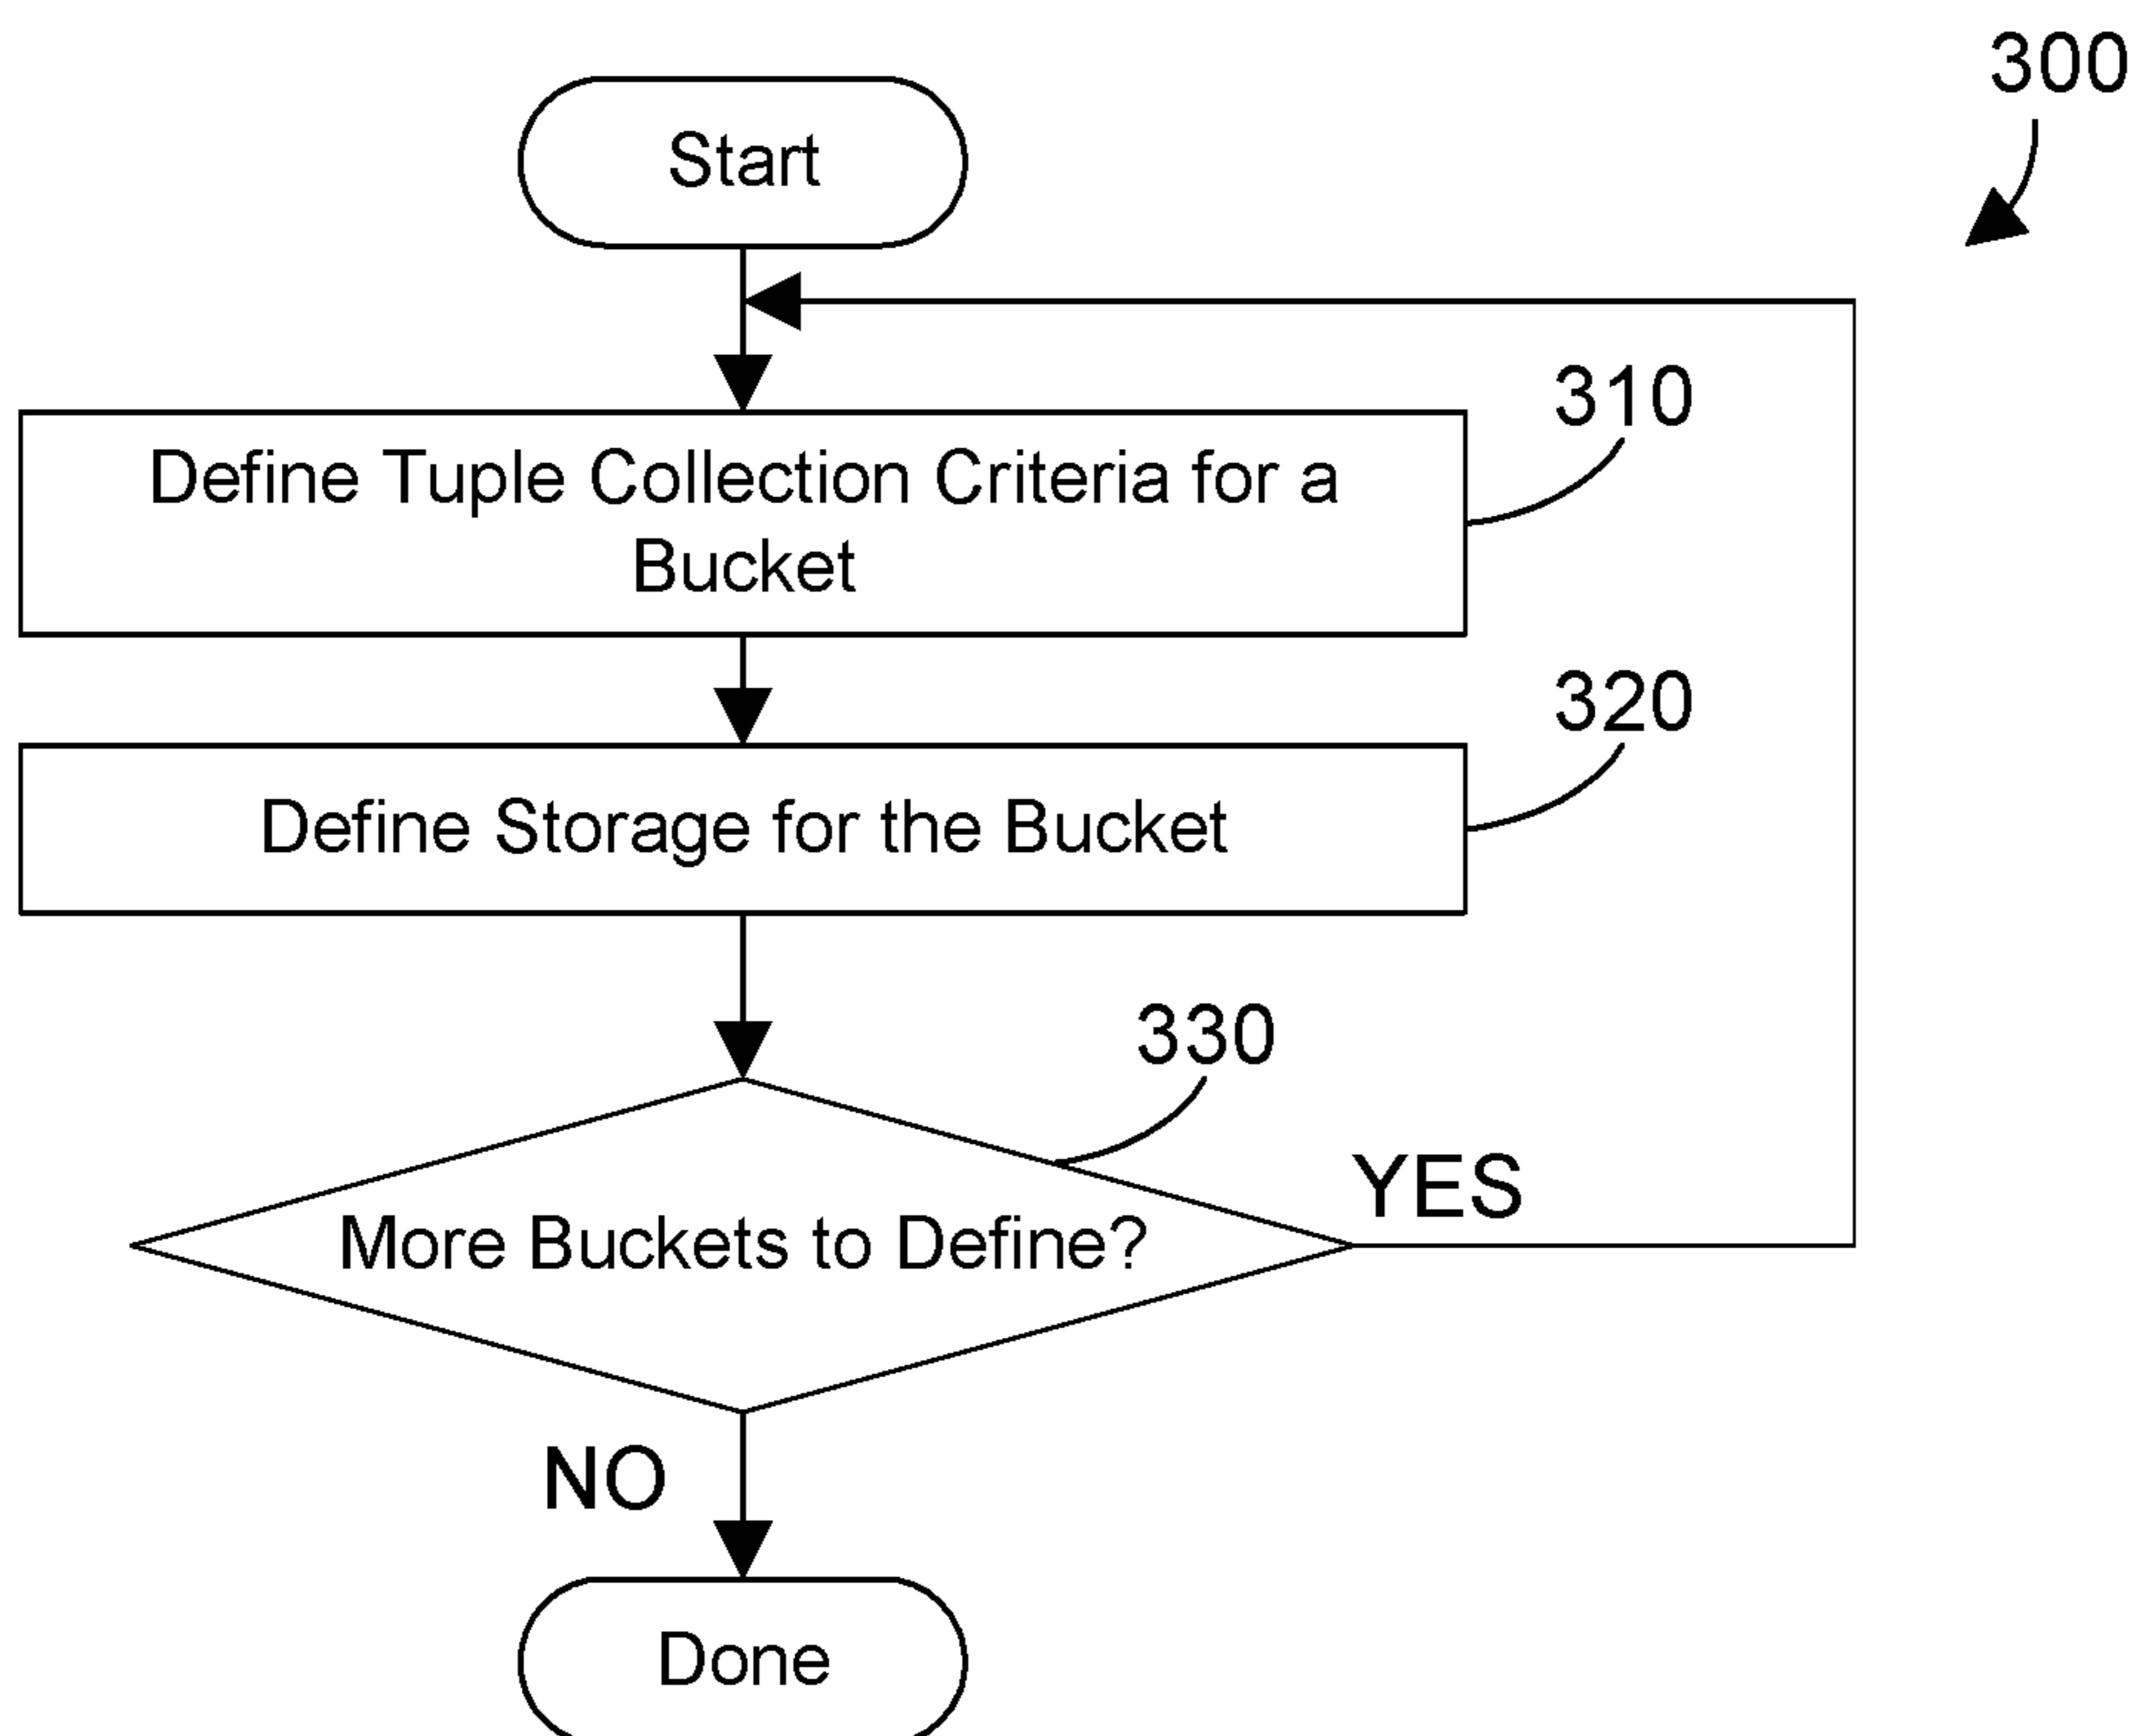 300
Start
310
Define Tuple Collection Criteria for a
Bucket
320
Define Storage for the Bucket
330
YES
More Buckets to Define?
NO
Done